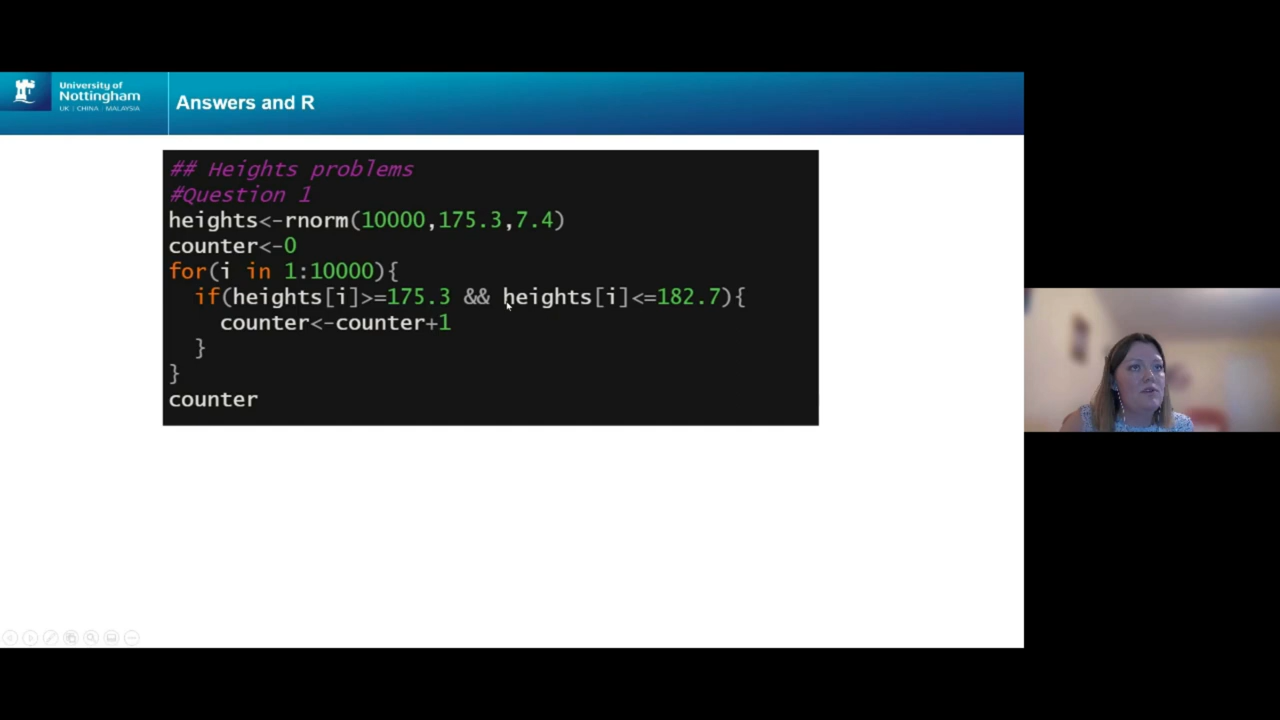 University of
Nottingham
UK | CHINA | MALAYSIA
Answers and R
## Heights problems
#Question 1
heights<-rnorm(10000,175.3,7.4)
counter<-0
for(i in 1:10000){
  if(heights[i]>=175.3 && heights[i]<=182.7){
    counter<-counter+1
  }
}
counter